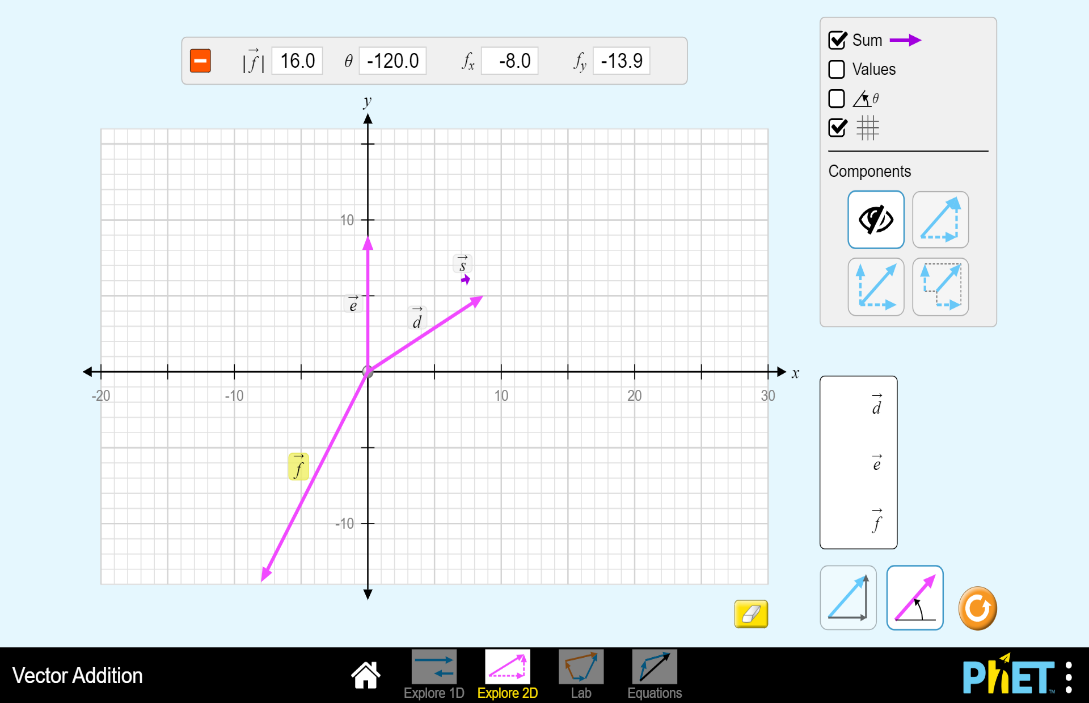 |f⃗| 16.0 θ -120.0 fₓ -8.0 f_y -13.9
Sum
Values
θ
Components
y
10
s⃗
e⃗
d⃗
x
-20 -10 10 20 30
f⃗
-10
d⃗
e⃗
f⃗
Vector Addition
Explore 1D
Explore 2D
Lab
Equations
PhET